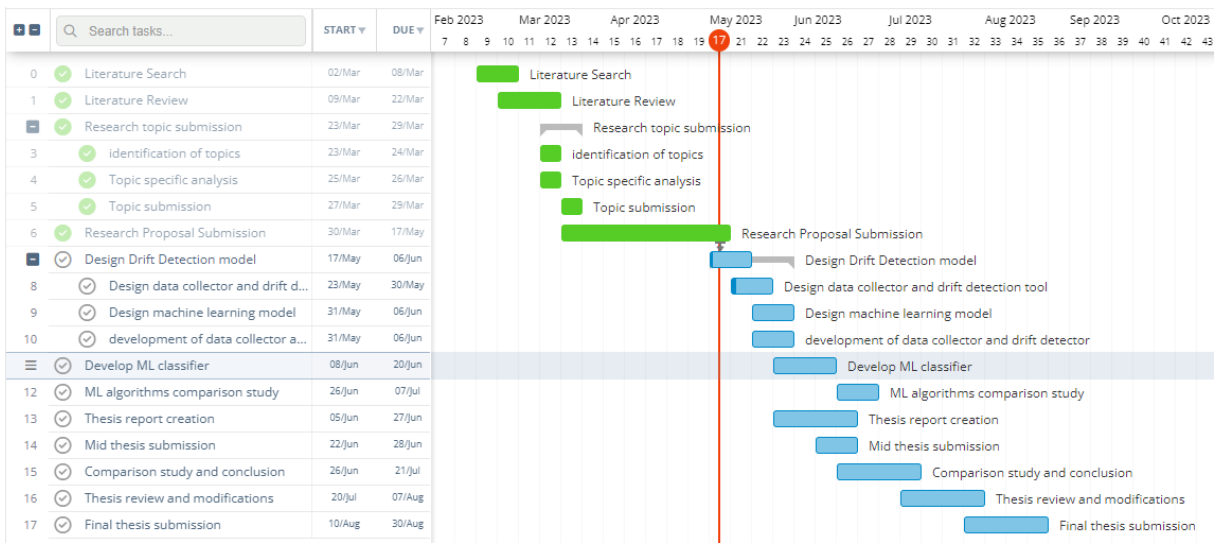 Feb 2023 Mar 2023 Apr 2023 May 2023 Jun 2023 Jul 2023 Aug 2023 Sep 2023 Oct 2023
Search tasks... START DUE
7 8 9 10 11 12 13 14 15 16 17 18 19 17 21 22 23 24 25 26 27 28 29 30 31 32 33 34 35 36 37 38 39 40 41 42 43
0 Literature Search 02/Mar 08/Mar Literature Search
1 Literature Review 09/Mar 22/Mar Literature Review
Research topic submission 23/Mar 29/Mar Research topic submission
3 identification of topics 23/Mar 24/Mar identification of topics
4 Topic specific analysis 25/Mar 26/Mar Topic specific analysis
5 Topic submission 27/Mar 29/Mar Topic submission
6 Research Proposal Submission 30/Mar 17/May Research Proposal Submission
Design Drift Detection model 17/May 06/Jun Design Drift Detection model
8 Design data collector and drift d... 23/May 30/May Design data collector and drift detection tool
9 Design machine learning model 31/May 06/Jun Design machine learning model
10 development of data collector a... 31/May 06/Jun development of data collector and drift detector
Develop ML classifier 08/Jun 20/Jun Develop ML classifier
12 ML algorithms comparison study 26/Jun 07/Jul ML algorithms comparison study
13 Thesis report creation 05/Jun 27/Jun Thesis report creation
14 Mid thesis submission 22/Jun 28/Jun Mid thesis submission
15 Comparison study and conclusion 26/Jun 21/Jul Comparison study and conclusion
16 Thesis review and modifications 20/Jul 07/Aug Thesis review and modifications
17 Final thesis submission 10/Aug 30/Aug Final thesis submission